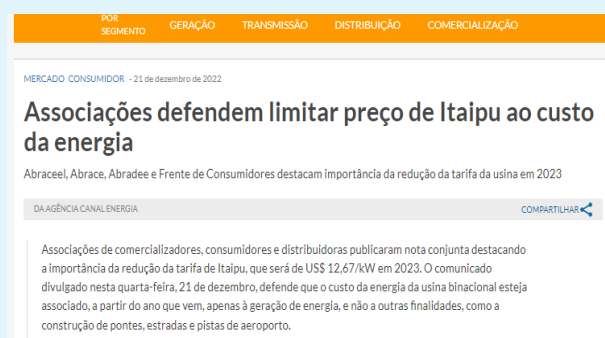 POR
SEGMENTO
GERAÇÃO TRANSMISSÃO DISTRIBUIÇÃO COMERCIALIZAÇÃO
MERCADO CONSUMIDOR - 21 de dezembro de 2022
Associações defendem limitar preço de Itaipu ao custo
da energia
Abraceel, Abrace, Abradee e Frente de Consumidores destacam importância da redução da tarifa da usina em 2023
DA AGÊNCIA CANAL ENERGIA COMPARTILHAR
Associações de comercializadores, consumidores e distribuidoras publicaram nota conjunta destacando
a importância da redução da tarifa de Itaipu, que será de US$ 12,67/kW em 2023. O comunicado
divulgado nesta quarta-feira, 21 de dezembro, defende que o custo da energia da usina binacional esteja
associado, a partir do ano que vem, apenas à geração de energia, e não a outras finalidades, como a
construção de pontes, estradas e pistas de aeroporto.